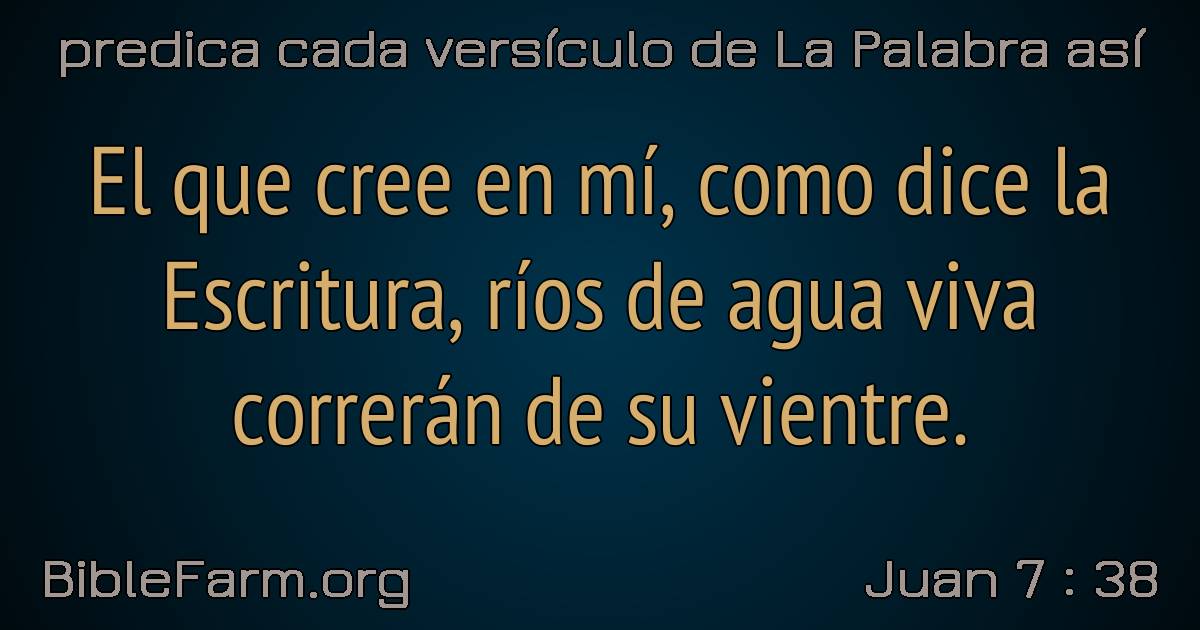 predica cada versículo de La Palabra así
El que cree en mí, como dice la
Escritura, ríos de agua viva
correrán de su vientre.
BibleFarm.org
Juan 7 : 38